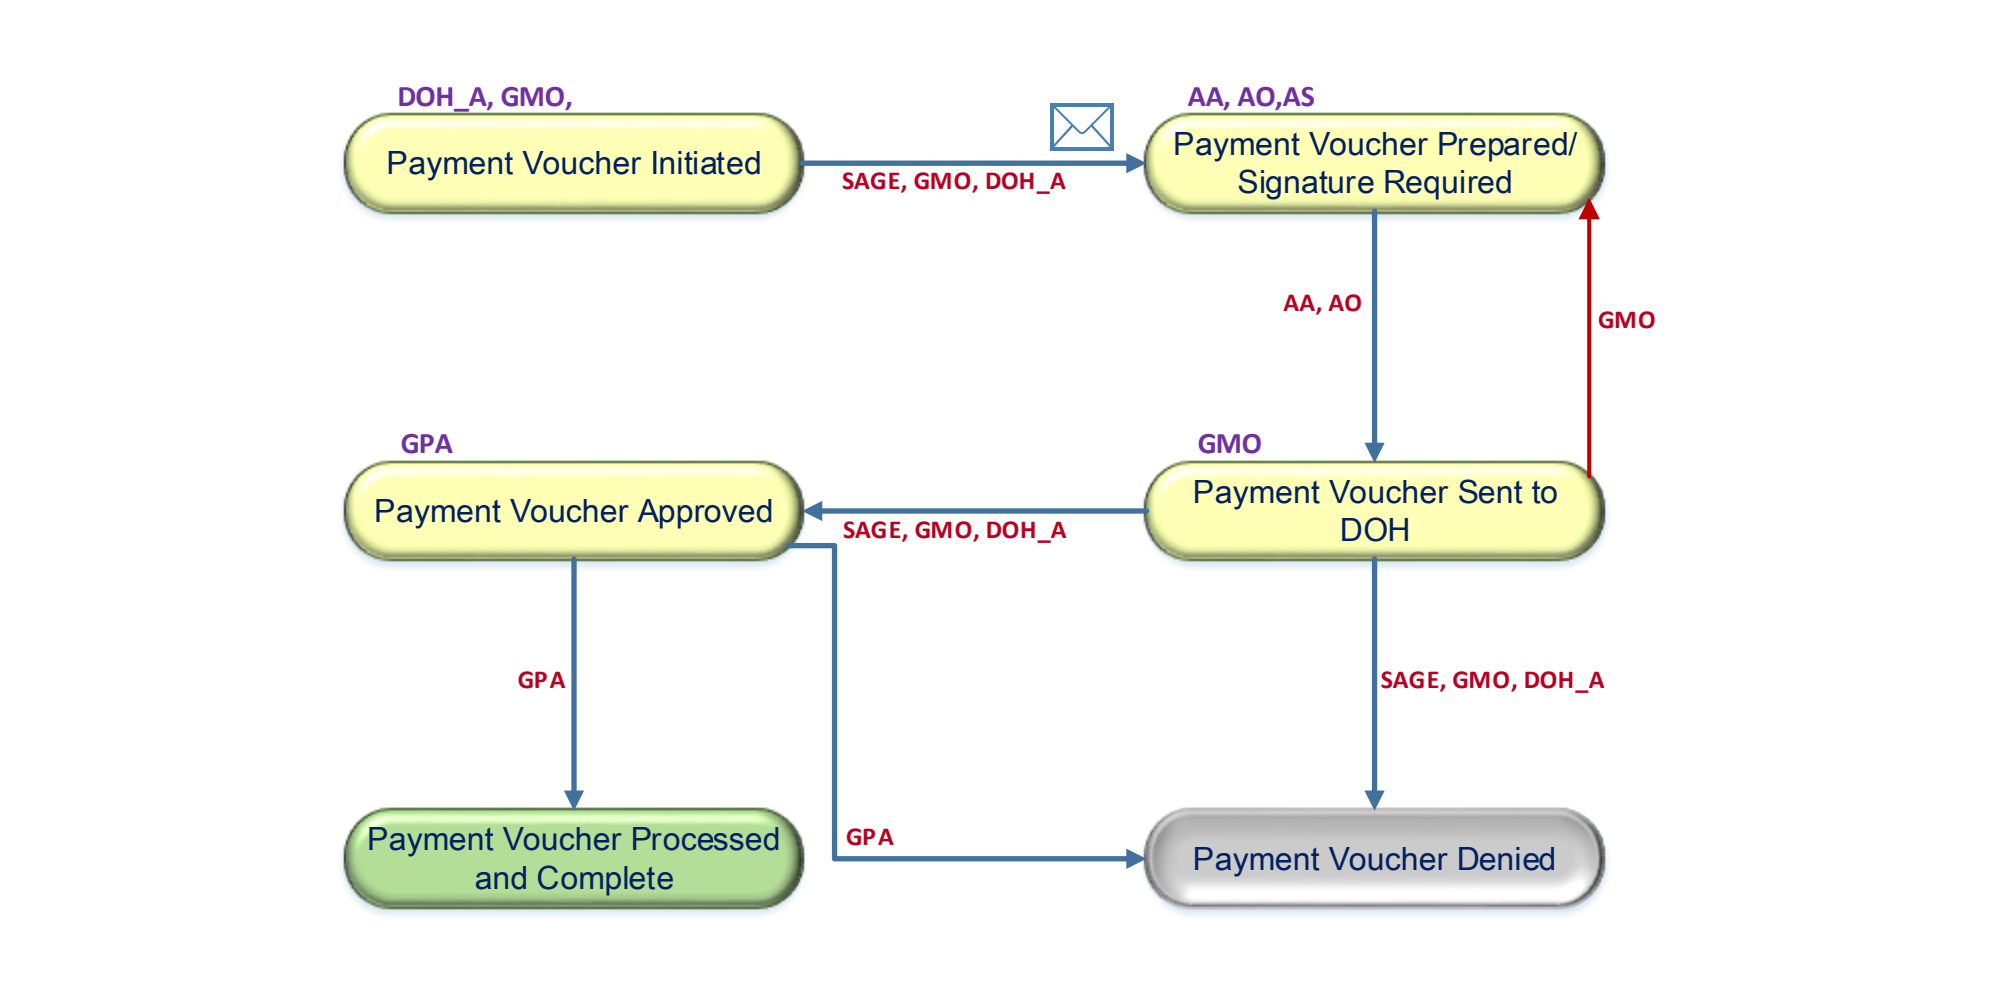 DOH_A, GMO,
Payment Voucher Initiated
SAGE, GMO, DOH_A
AA, AO,AS
Payment Voucher Prepared/
Signature Required
AA, AO
GMO
GPA
Payment Voucher Approved
SAGE, GMO, DOH_A
GMO
Payment Voucher Sent to
DOH
GPA
SAGE, GMO, DOH_A
Payment Voucher Processed
and Complete
GPA
Payment Voucher Denied